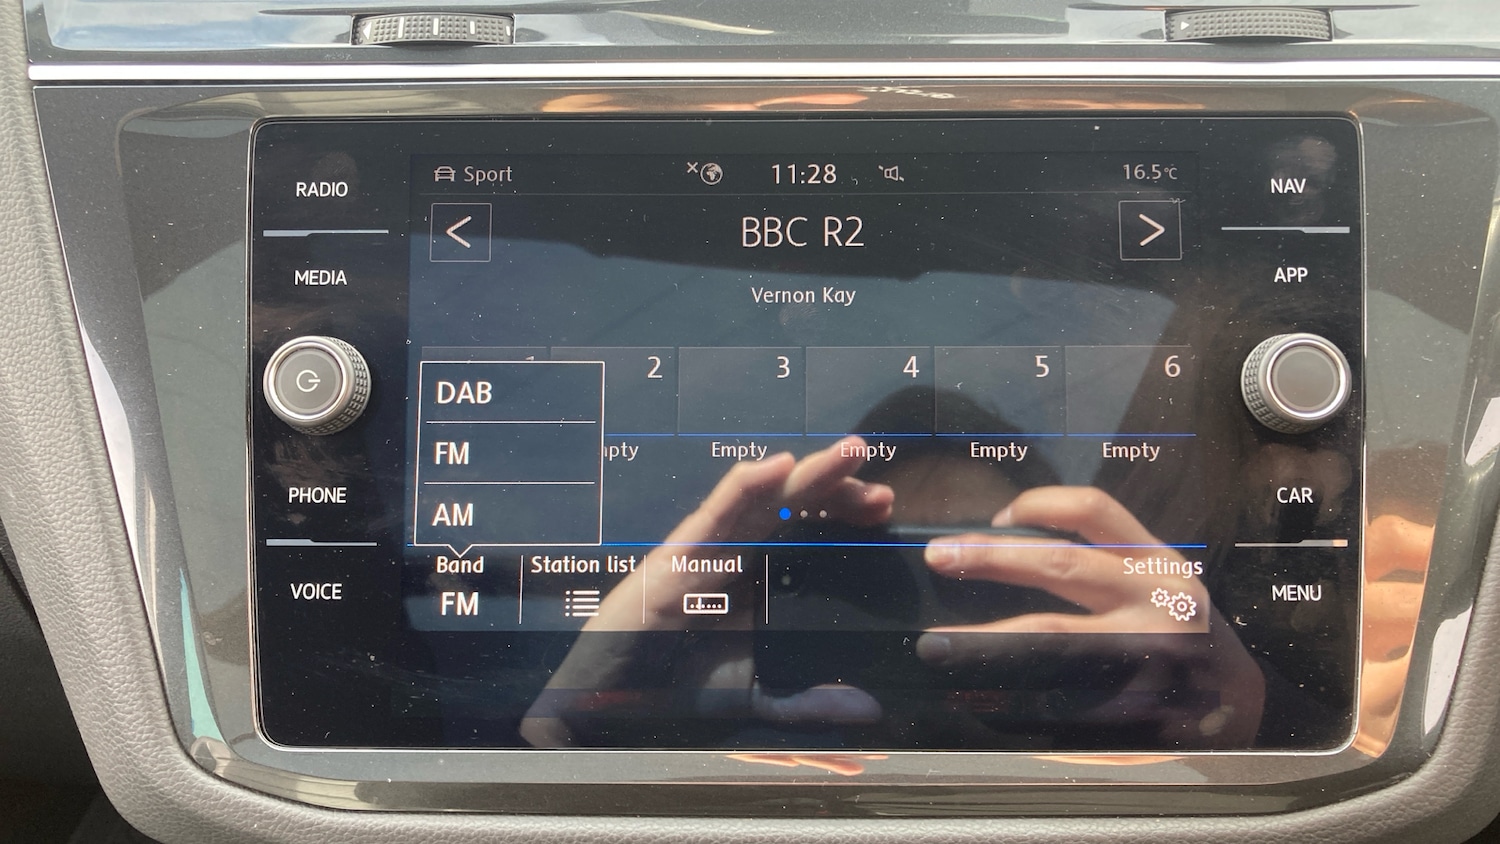 RADIO
MEDIA
PHONE
VOICE
Sport
11:28
16.5°C
BBC R2
Vernon Kay
2 3 4 5 6
Empty Empty Empty Empty
DAB
FM
AM
Band Station list Manual Settings
FM
NAV
APP
CAR
MENU